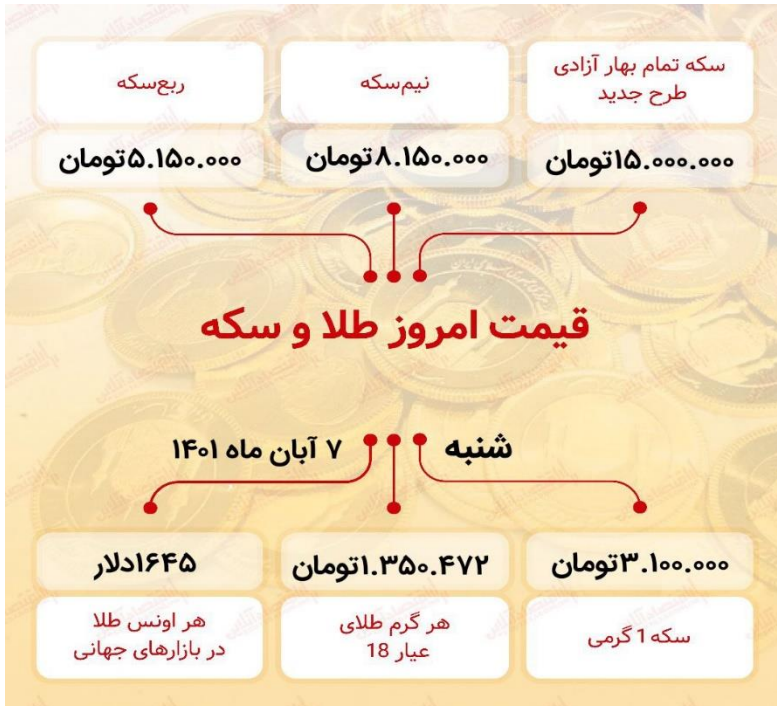 سکه تمام بهار آزادی
طرح جدید
۱۵.۰۰۰.۰۰۰تومان
نیم‌سکه
۸.۱۵۰.۰۰۰تومان
ربع‌سکه
۵.۱۵۰.۰۰۰تومان
قیمت امروز طلا و سکه
شنبه
۷ آبان ماه ۱۴۰۱
۳.۱۰۰.۰۰۰تومان
سکه 1 گرمی
۱.۳۵۰.۴۷۲تومان
هر گرم طلای
عیار 18
۱۶۴۵دلار
هر اونس طلا
در بازارهای جهانی